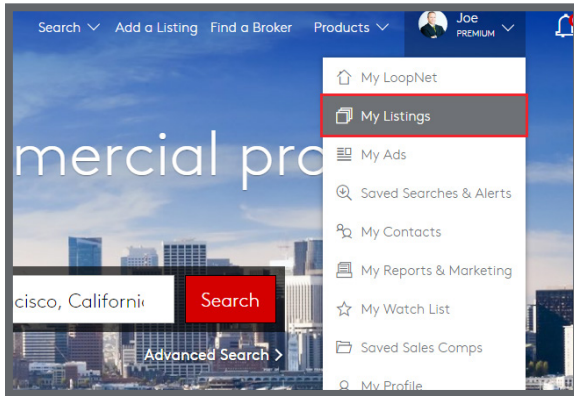 Search Add a Listing Find a Broker Products Joe
PREMIUM
My LoopNet
My Listings
mercial pro
My Ads
Saved Searches & Alerts
My Contacts
My Reports & Marketing
cisco, Californi
Search
My Watch List
Advanced Search >
Saved Sales Comps
My Profile